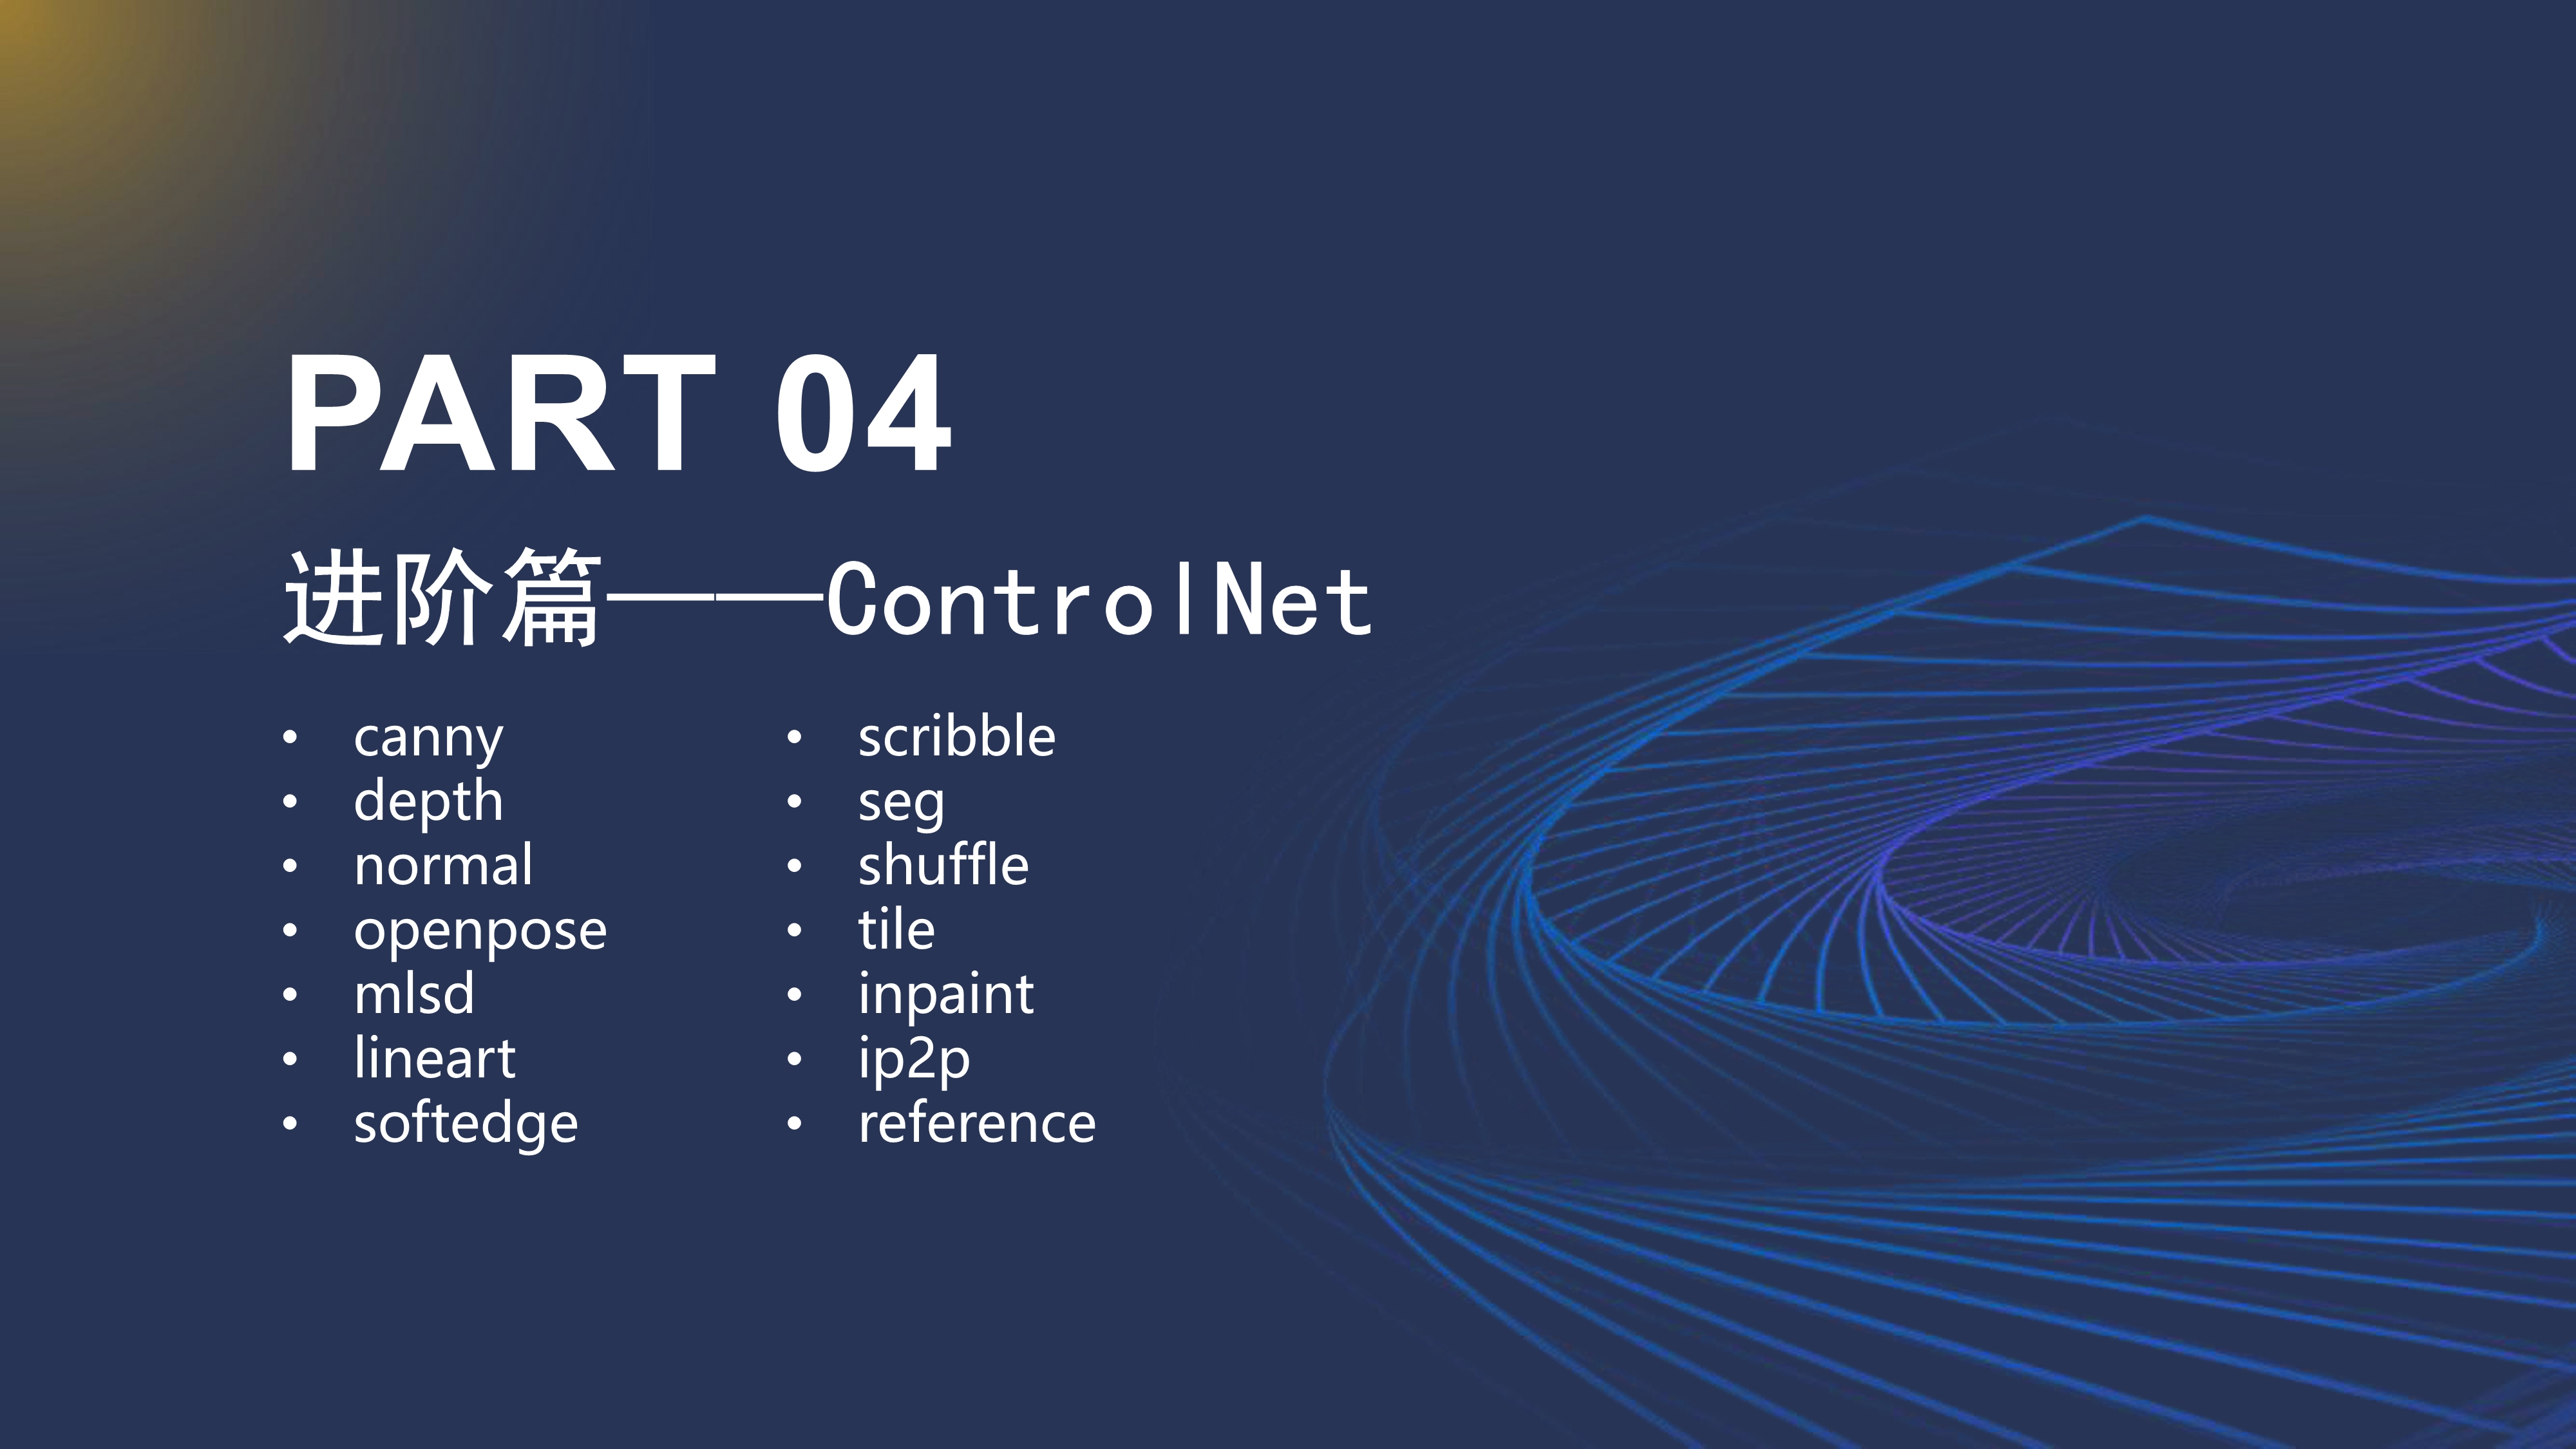 PART 04
进阶篇——ControlNet
• canny
• depth
• normal
• openpose
• mlsd
• lineart
• softedge
• scribble
• seg
• shuffle
• tile
• inpaint
• ip2p
• reference